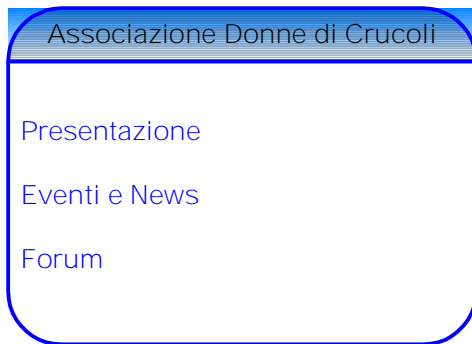 Associazione Donne di Crucoli
Presentazione
Eventi e News
Forum